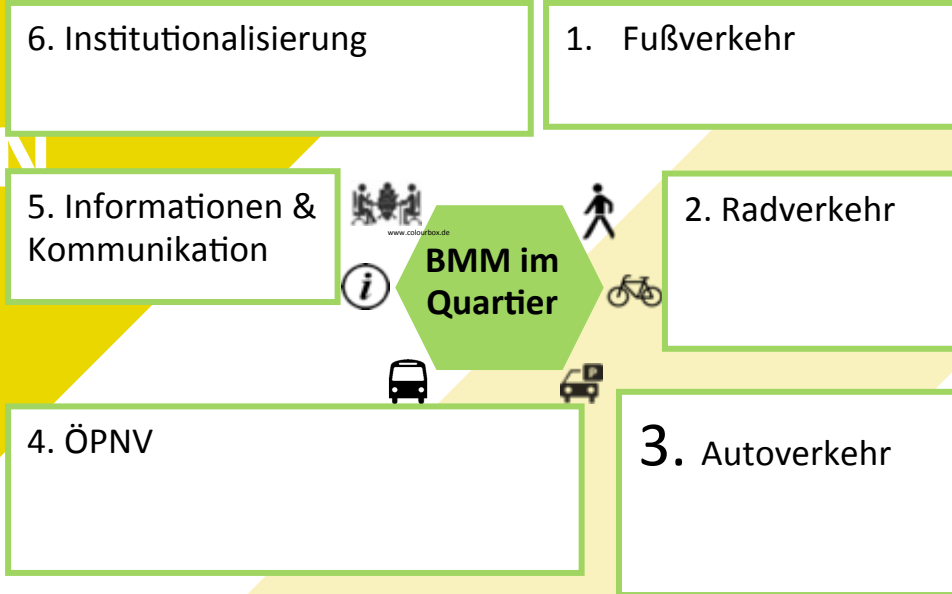 6. Institutionalisierung
1. Fußverkehr
N
5. Informationen &
Kommunikation
www.colourbox.de
i
BMM im
Quartier
2. Radverkehr
P
4. ÖPNV
3. Autoverkehr